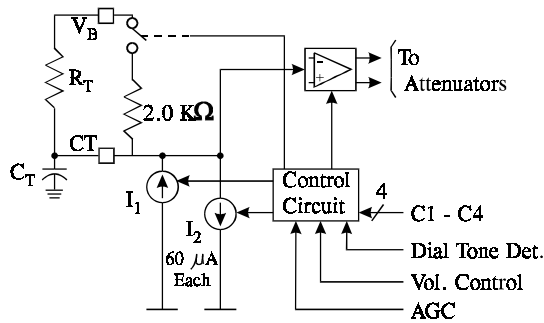 V_B
R_T
2.0 KΩ
To
Attenuators
CT
C_T
I_1
I_2
60 μA
Each
Control
Circuit
4
C1 - C4
Dial Tone Det.
Vol. Control
AGC
-
+